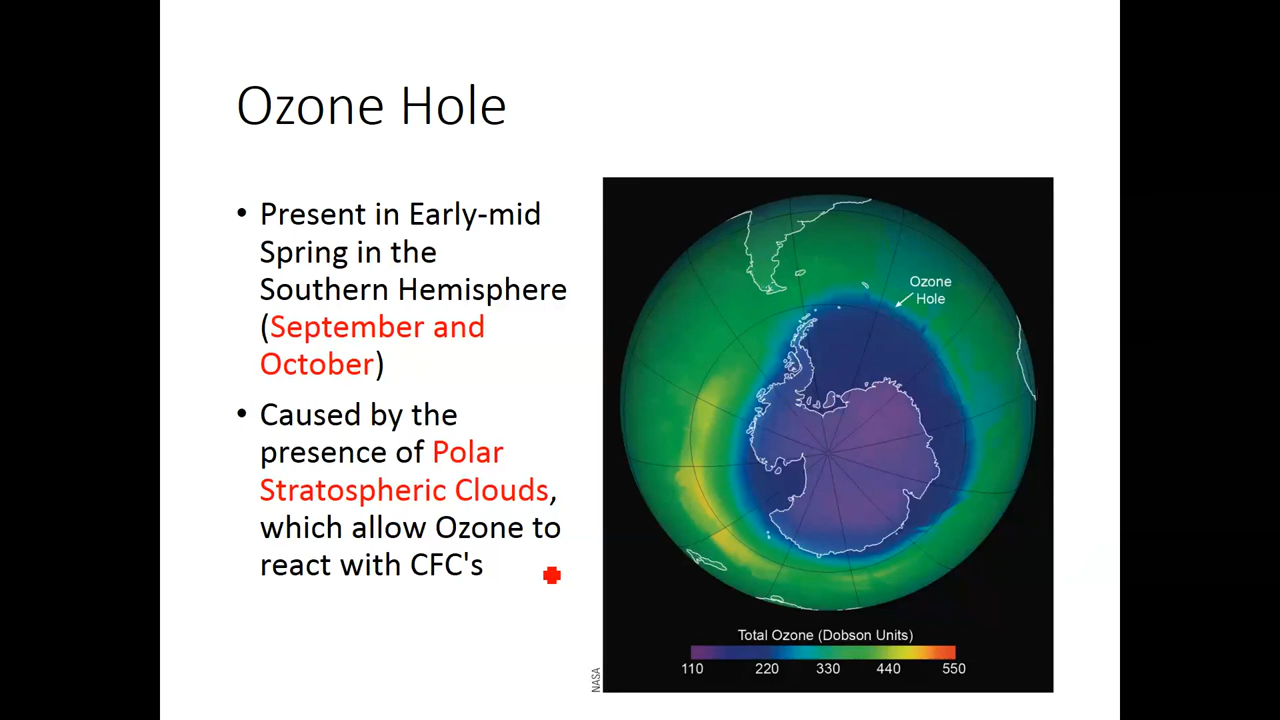 Ozone Hole
• Present in Early-mid
Spring in the
Southern Hemisphere
(September and
October)
• Caused by the
presence of Polar
Stratospheric Clouds,
which allow Ozone to
react with CFC's
Ozone
Hole
Total Ozone (Dobson Units)
110 220 330 440 550
NASA